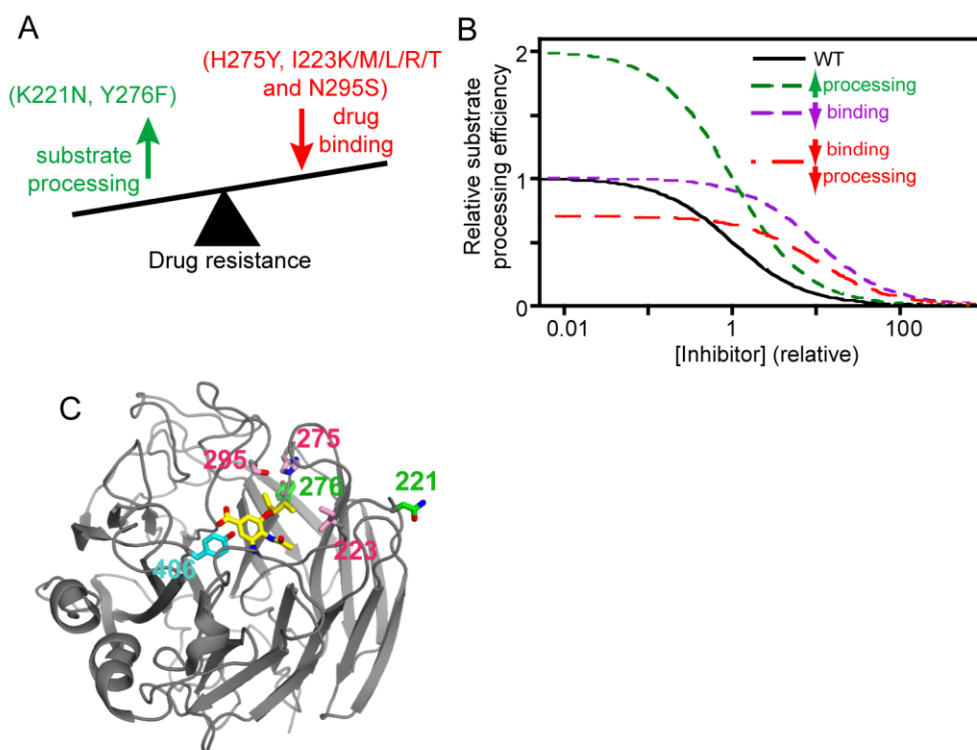 A
(K221N, Y276F)
(H275Y, I223K/M/L/R/T
and N295S)
drug
binding
substrate
processing
Drug resistance
B
Relative substrate
processing efficiency
2
1
0
WT
processing
binding
binding
processing
0.01
1
100
[Inhibitor] (relative)
C
295
275
276
221
223
406